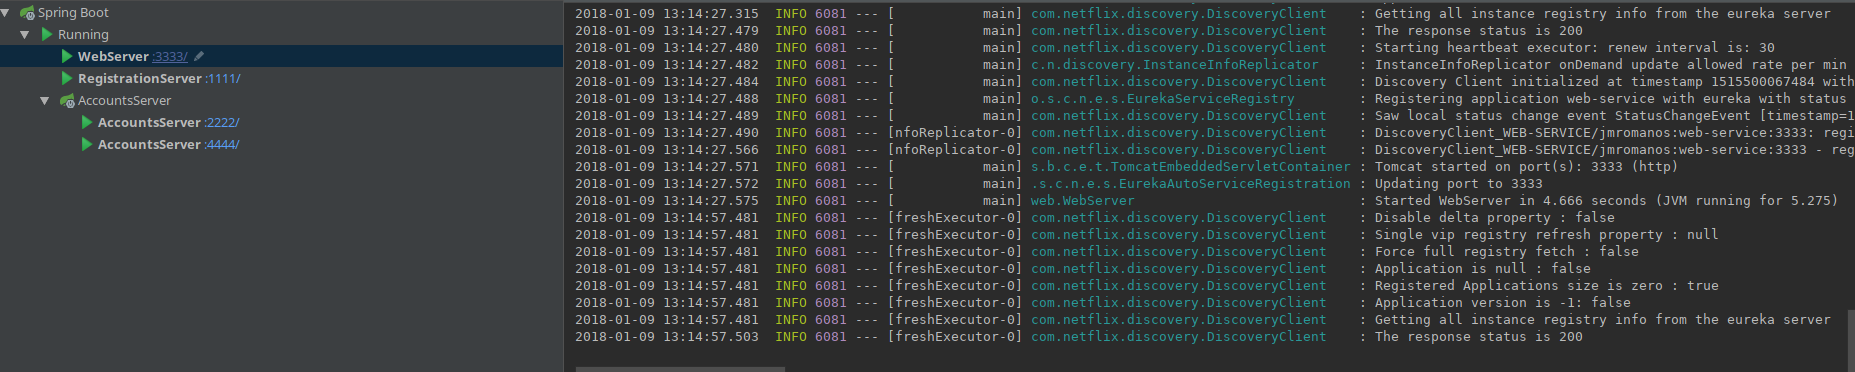 Spring Boot
Running
WebServer :3333/
RegistrationServer :1111/
AccountsServer
AccountsServer :2222/
AccountsServer :4444/
2018-01-09 13:14:27.315  INFO 6081 --- [           main] com.netflix.discovery.DiscoveryClient    : Getting all instance registry info from the eureka server
2018-01-09 13:14:27.479  INFO 6081 --- [           main] com.netflix.discovery.DiscoveryClient    : The response status is 200
2018-01-09 13:14:27.480  INFO 6081 --- [           main] com.netflix.discovery.DiscoveryClient    : Starting heartbeat executor: renew interval is: 30
2018-01-09 13:14:27.482  INFO 6081 --- [           main] c.n.discovery.InstanceInfoReplicator     : InstanceInfoReplicator onDemand update allowed rate per min
2018-01-09 13:14:27.484  INFO 6081 --- [           main] com.netflix.discovery.DiscoveryClient    : Discovery Client initialized at timestamp 1515500067484 with
2018-01-09 13:14:27.488  INFO 6081 --- [           main] o.s.c.n.e.s.EurekaServiceRegistry        : Registering application web-service with eureka with status
2018-01-09 13:14:27.489  INFO 6081 --- [           main] com.netflix.discovery.DiscoveryClient    : Saw local status change event StatusChangeEvent [timestamp=1
2018-01-09 13:14:27.490  INFO 6081 --- [nfoReplicator-0] com.netflix.discovery.DiscoveryClient    : DiscoveryClient_WEB-SERVICE/jmromanos:web-service:3333: regi
2018-01-09 13:14:27.566  INFO 6081 --- [nfoReplicator-0] com.netflix.discovery.DiscoveryClient    : DiscoveryClient_WEB-SERVICE/jmromanos:web-service:3333 - reg
2018-01-09 13:14:27.571  INFO 6081 --- [           main] s.b.c.e.t.TomcatEmbeddedServletContainer : Tomcat started on port(s): 3333 (http)
2018-01-09 13:14:27.572  INFO 6081 --- [           main] .s.c.n.e.s.EurekaAutoServiceRegistration : Updating port to 3333
2018-01-09 13:14:27.575  INFO 6081 --- [           main] web.WebServer                            : Started WebServer in 4.666 seconds (JVM running for 5.275)
2018-01-09 13:14:57.481  INFO 6081 --- [freshExecutor-0] com.netflix.discovery.DiscoveryClient    : Disable delta property : false
2018-01-09 13:14:57.481  INFO 6081 --- [freshExecutor-0] com.netflix.discovery.DiscoveryClient    : Single vip registry refresh property : null
2018-01-09 13:14:57.481  INFO 6081 --- [freshExecutor-0] com.netflix.discovery.DiscoveryClient    : Force full registry fetch : false
2018-01-09 13:14:57.481  INFO 6081 --- [freshExecutor-0] com.netflix.discovery.DiscoveryClient    : Application is null : false
2018-01-09 13:14:57.481  INFO 6081 --- [freshExecutor-0] com.netflix.discovery.DiscoveryClient    : Registered Applications size is zero : true
2018-01-09 13:14:57.481  INFO 6081 --- [freshExecutor-0] com.netflix.discovery.DiscoveryClient    : Application version is -1: false
2018-01-09 13:14:57.481  INFO 6081 --- [freshExecutor-0] com.netflix.discovery.DiscoveryClient    : Getting all instance registry info from the eureka server
2018-01-09 13:14:57.503  INFO 6081 --- [freshExecutor-0] com.netflix.discovery.DiscoveryClient    : The response status is 200